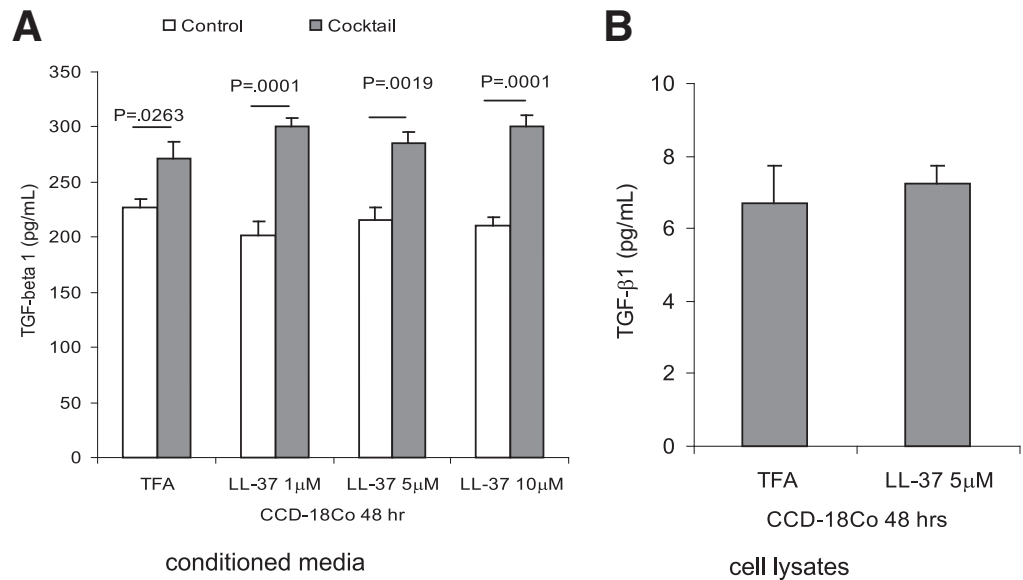 A
Control Cocktail
TGF-beta 1 (pg/mL)
350
300
250
200
150
100
50
0
P=.0263
P=.0001
P=.0019
P=.0001
TFA LL-37 1μM LL-37 5μM LL-37 10μM
CCD-18Co 48 hr
conditioned media
B
TGF-β1 (pg/mL)
10
8
6
4
2
0
TFA LL-37 5μM
CCD-18Co 48 hrs
cell lysates